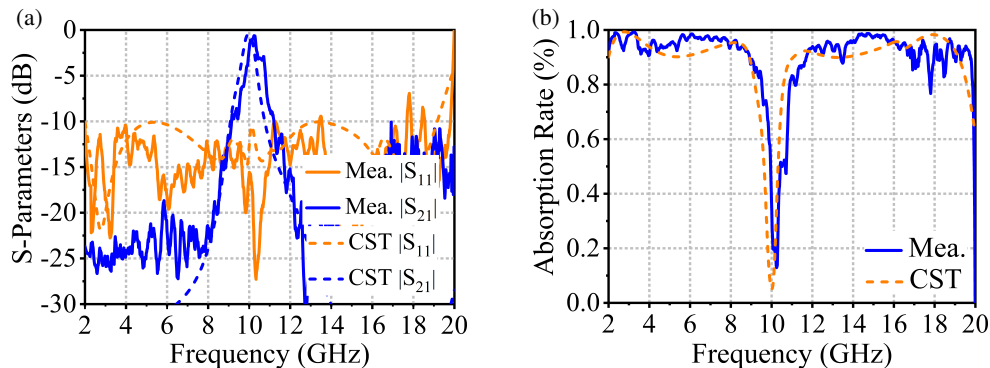 (a)
S-Parameters (dB)
-0
-5
-10
-15
-20
-25
-30
2 4 6 8 10 12 14 16 18 20
Frequency (GHz)
Mea. |S11|
Mea. |S21|
CST |S11|
CST |S21|
(b)
Absorption Rate (%)
1.0
0.8
0.6
0.4
0.2
0.0
2 4 6 8 10 12 14 16 18 20
Frequency (GHz)
Mea.
CST